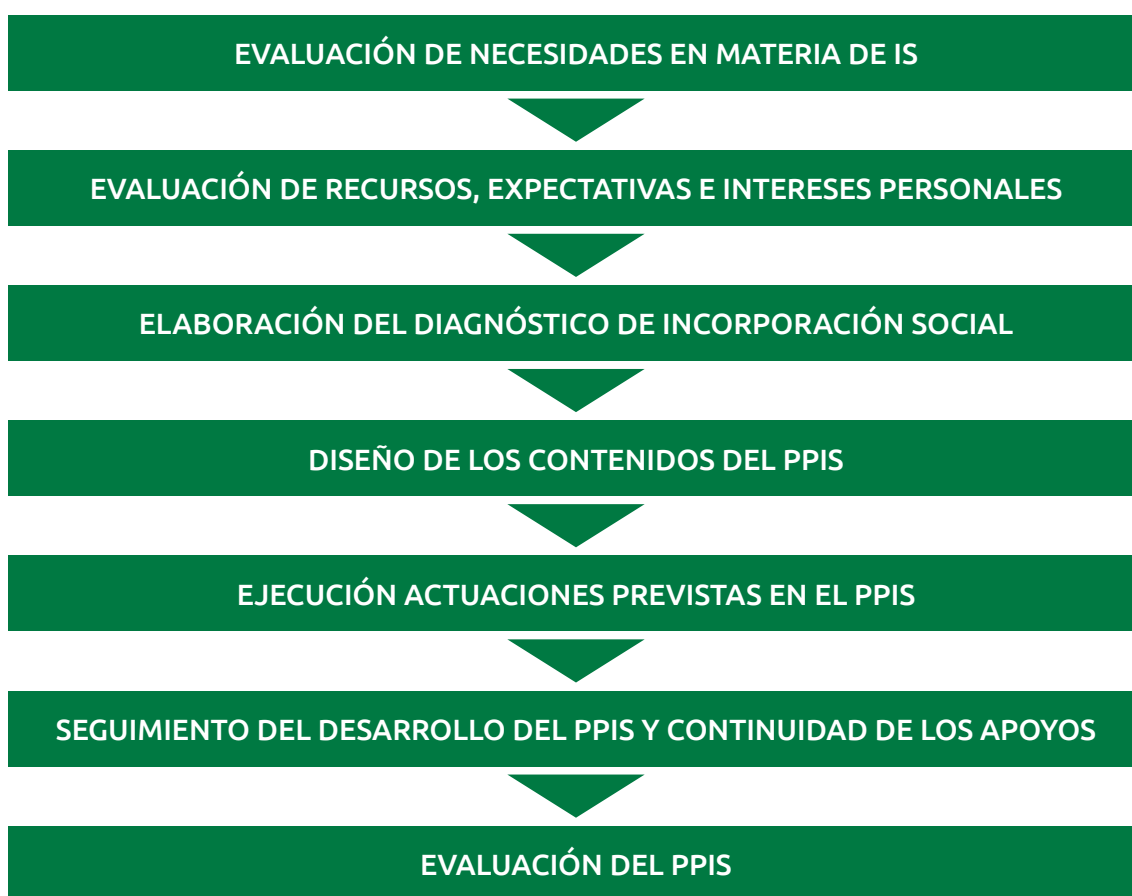 EVALUACIÓN DE NECESIDADES EN MATERIA DE IS
EVALUACIÓN DE RECURSOS, EXPECTATIVAS E INTERESES PERSONALES
ELABORACIÓN DEL DIAGNÓSTICO DE INCORPORACIÓN SOCIAL
DISEÑO DE LOS CONTENIDOS DEL PPIS
EJECUCIÓN ACTUACIONES PREVISTAS EN EL PPIS
SEGUIMIENTO DEL DESARROLLO DEL PPIS Y CONTINUIDAD DE LOS APOYOS
EVALUACIÓN DEL PPIS